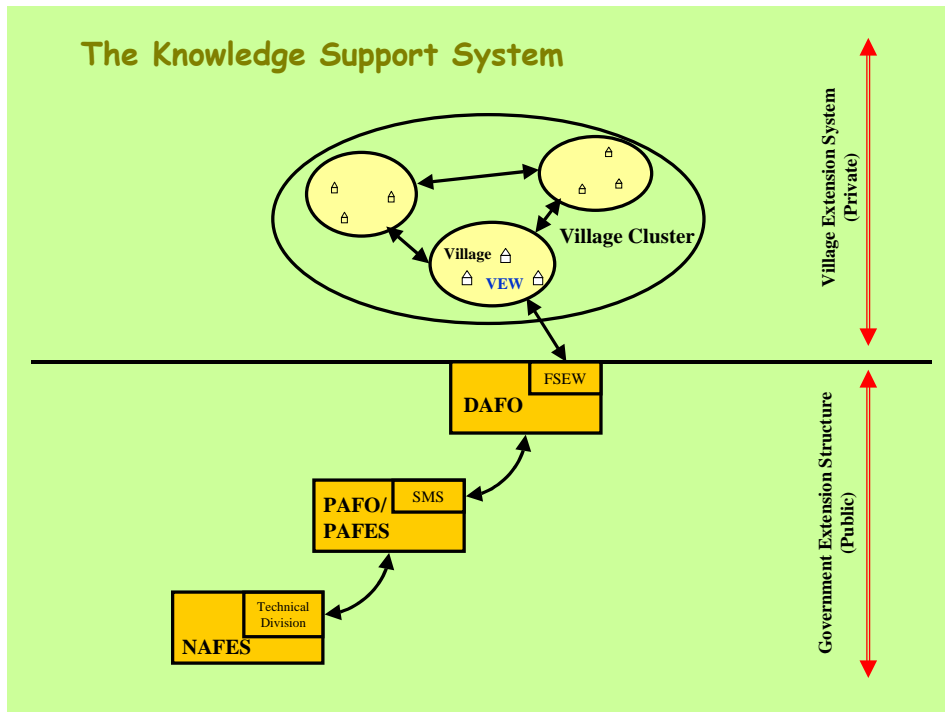 The Knowledge Support System
Village Cluster
Village
VEW
FSEW
DAFO
SMS
PAFO/
PAFES
Technical
Division
NAFES
Village Extension System
(Private)
Government Extension Structure
(Public)